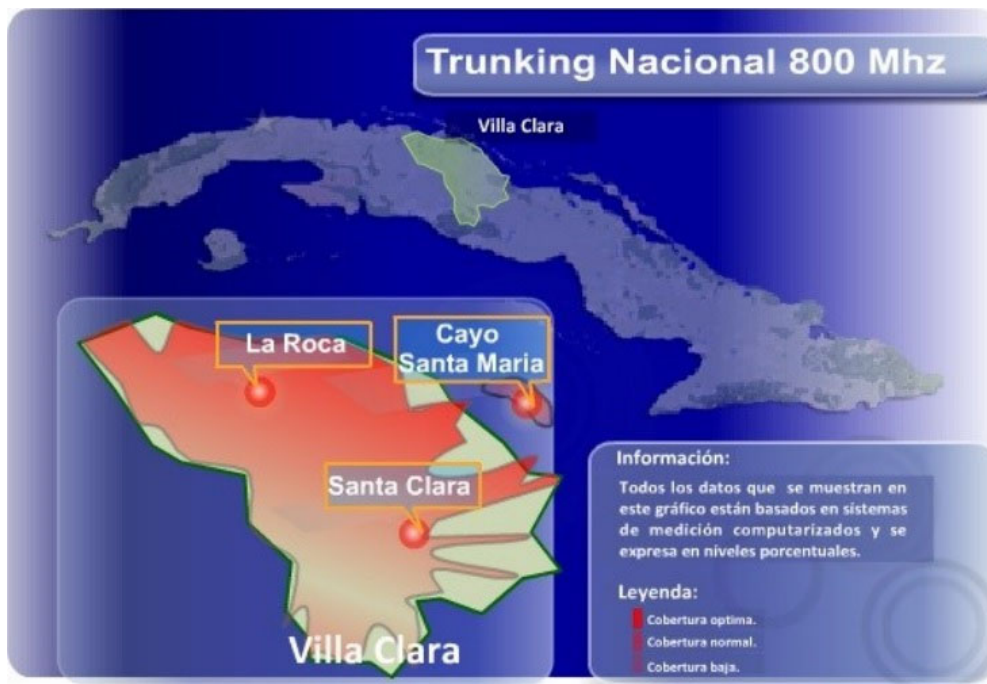 Trunking Nacional 800 Mhz
Villa Clara
La Roca
Cayo
Santa Maria
Santa Clara
Villa Clara
Información:
Todos los datos que se muestran en
este gráfico están basados en sistemas
de medición computarizados y se
expresa en niveles porcentuales.
Leyenda:
Cobertura optima.
Cobertura normal.
Cobertura baja.